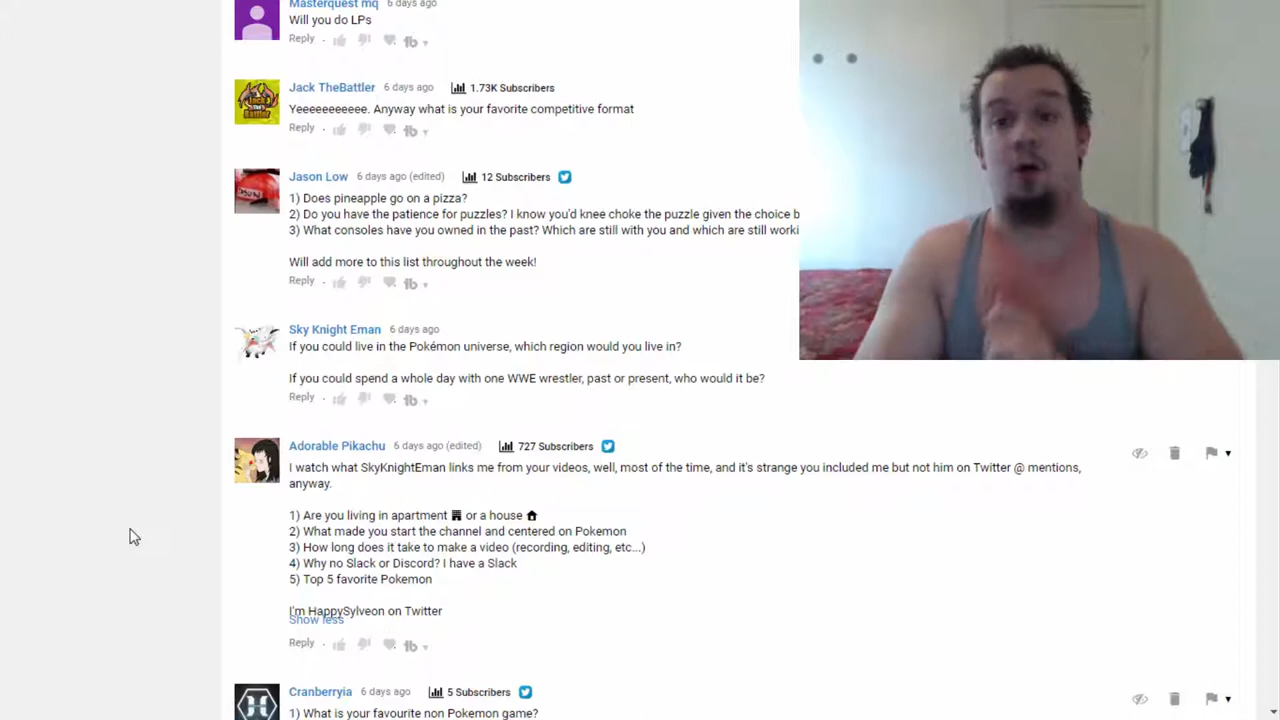 Masterquest mq 6 days ago
Will you do LPs
Reply
Jack TheBattler 6 days ago 1.73K Subscribers
Yeeeeeeeeeee. Anyway what is your favorite competitive format
Reply
Jason Low 6 days ago (edited) 12 Subscribers
1) Does pineapple go on a pizza?
2) Do you have the patience for puzzles? I know you'd knee choke the puzzle given the choice b
3) What consoles have you owned in the past? Which are still with you and which are still worki
Will add more to this list throughout the week!
Reply
Sky Knight Eman 6 days ago
If you could live in the Pokémon universe, which region would you live in?
If you could spend a whole day with one WWE wrestler, past or present, who would it be?
Reply
Adorable Pikachu 6 days ago (edited) 727 Subscribers
I watch what SkyKnightEman links me from your videos, well, most of the time, and it's strange you included me but not him on Twitter @ mentions,
anyway.
1) Are you living in apartment or a house
2) What made you start the channel and centered on Pokemon
3) How long does it take to make a video (recording, editing, etc...)
4) Why no Slack or Discord? I have a Slack
5) Top 5 favorite Pokemon
I'm HappySylveon on Twitter
Show less
Reply
Cranberryia 6 days ago 5 Subscribers
1) What is your favourite non Pokemon game?